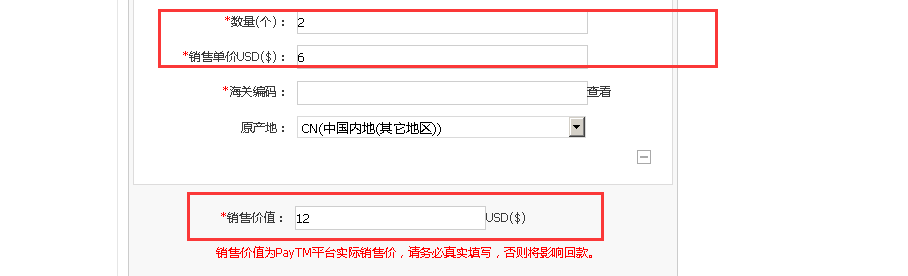 *数量(个)： 2
*销售单价USD($)： 6
*海关编码： 查看
原产地： CN(中国内地(其它地区))
*销售价值： 12 USD($)
销售价值为PayTM平台实际销售价，请务必真实填写，否则将影响回款。